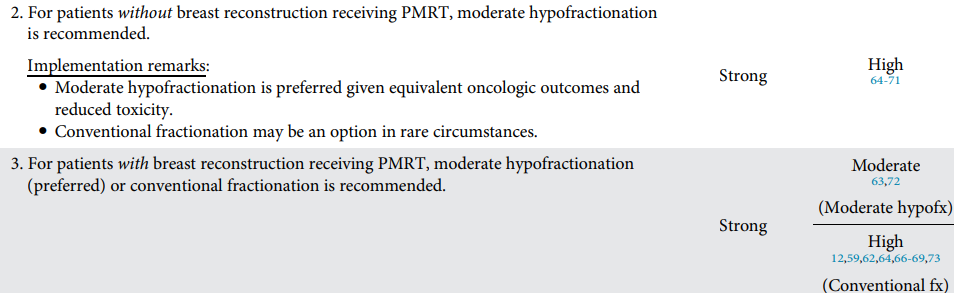 2. For patients without breast reconstruction receiving PMRT, moderate hypofractionation
is recommended.
Implementation remarks:
• Moderate hypofractionation is preferred given equivalent oncologic outcomes and
reduced toxicity.
• Conventional fractionation may be an option in rare circumstances.
Strong
High
64-71
3. For patients with breast reconstruction receiving PMRT, moderate hypofractionation
(preferred) or conventional fractionation is recommended.
Strong
Moderate
63,72
(Moderate hypofx)
High
12,59,62,64,66-69,73
(Conventional fx)